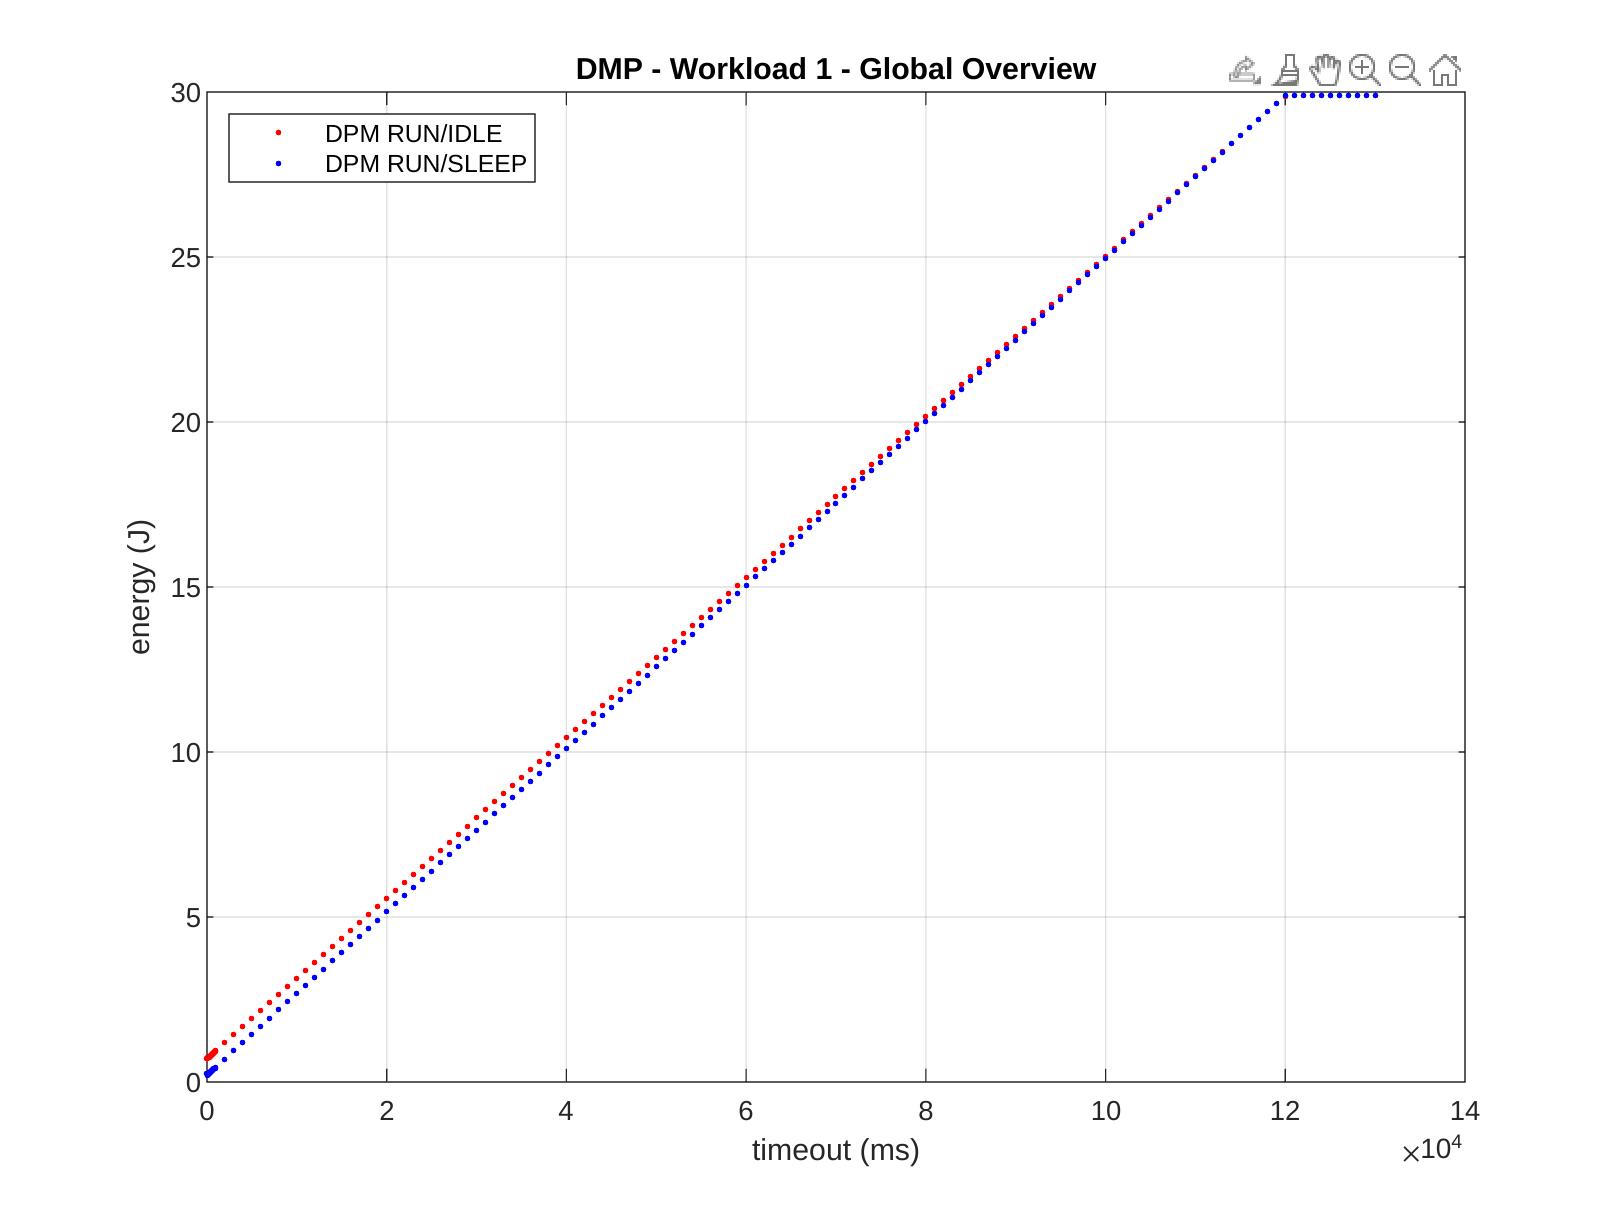 DMP - Workload 1 - Global Overview
DPM RUN/IDLE
DPM RUN/SLEEP
30
25
20
15
10
5
0
energy (J)
0 2 4 6 8 10 12 14
×10⁴
timeout (ms)